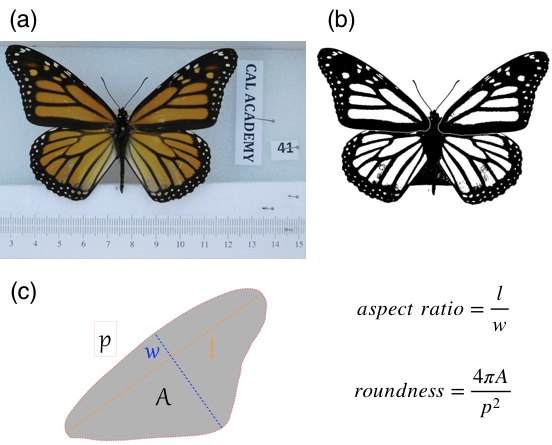 (a)
(b)
CAL ACADEMY
41
3 4 5 6 7 8 9 10 11 12 13 14 15
(c)
p
w
l
A
aspect ratio = l/w
roundness = 4πA/p²